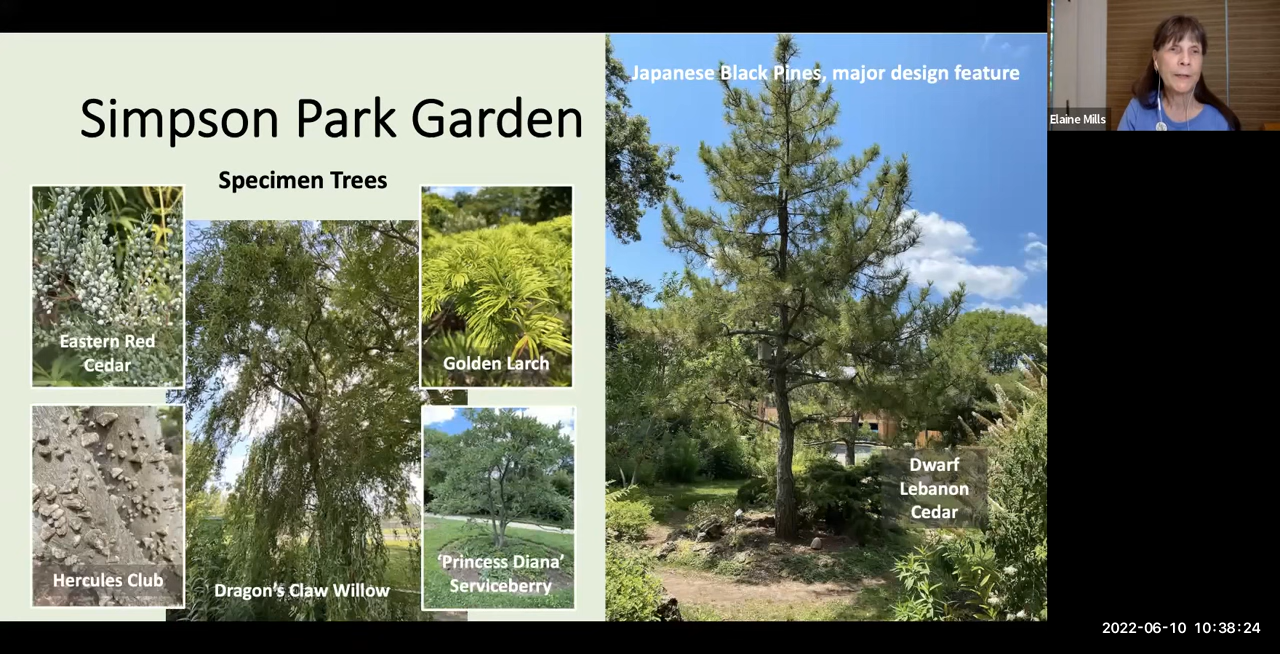 Japanese Black Pines, major design feature
Simpson Park Garden
Specimen Trees
Eastern Red
Cedar
Golden Larch
Hercules Club
Dragon's Claw Willow
‘Princess Diana’
Serviceberry
Dwarf
Lebanon
Cedar
Elaine Mills
2022-06-10 10:38:24